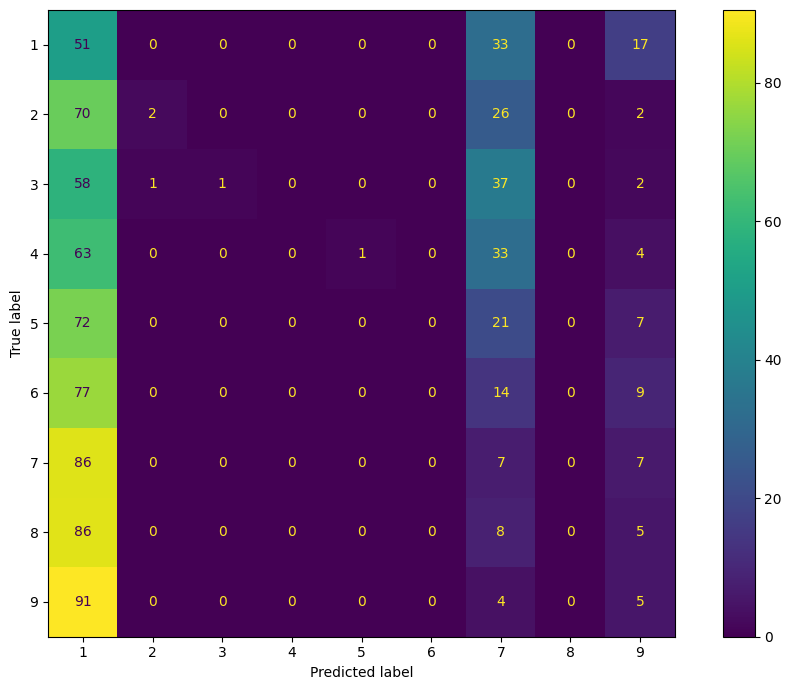 1 51 0 0 0 0 0 33 0 17
2 70 2 0 0 0 0 26 0 2
3 58 1 1 0 0 0 37 0 2
4 63 0 0 0 1 0 33 0 4
5 72 0 0 0 0 0 21 0 7
6 77 0 0 0 0 0 14 0 9
7 86 0 0 0 0 0 7 0 7
8 86 0 0 0 0 0 8 0 5
9 91 0 0 0 0 0 4 0 5
1 2 3 4 5 6 7 8 9
Predicted label
True label
80
60
40
20
0